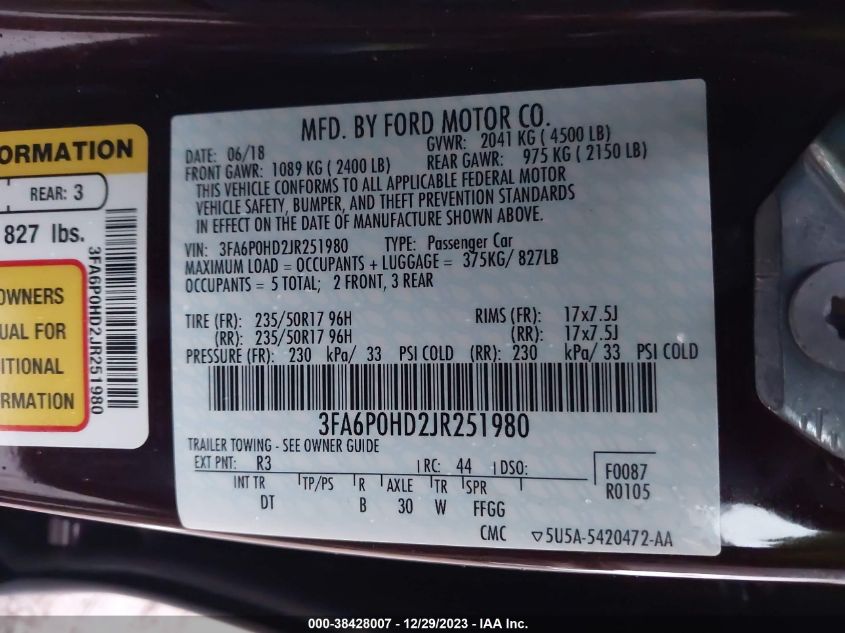 ORMATION
REAR: 3
827 lbs.
OWNERS
UAL FOR
ITIONAL
ORMATION
3FA6P0HD2JR251980
MFD. BY FORD MOTOR CO.
DATE: 06/18 GVWR: 2041 KG ( 4500 LB)
FRONT GAWR: 1089 KG ( 2400 LB) REAR GAWR: 975 KG ( 2150 LB)
THIS VEHICLE CONFORMS TO ALL APPLICABLE FEDERAL MOTOR
VEHICLE SAFETY, BUMPER, AND THEFT PREVENTION STANDARDS
IN EFFECT ON THE DATE OF MANUFACTURE SHOWN ABOVE.
VIN: 3FA6P0HD2JR251980 TYPE: Passenger Car
MAXIMUM LOAD = OCCUPANTS + LUGGAGE = 375KG/ 827LB
OCCUPANTS = 5 TOTAL; 2 FRONT, 3 REAR
TIRE (FR): 235/50R17 96H RIMS (FR): 17x7.5J
(RR): 235/50R17 96H (RR): 17x7.5J
PRESSURE (FR): 230 kPa/ 33 PSI COLD (RR): 230 kPa/ 33 PSI COLD
3FA6P0HD2JR251980
TRAILER TOWING - SEE OWNER GUIDE
EXT PNT: R3 RC: 44 DSO: F0087
R0105
INT TR TP/PS R AXLE TR SPR
DT B 30 W FFGG
CMC ▽5U5A-5420472-AA
000-38428007 - 12/29/2023 - IAA Inc.